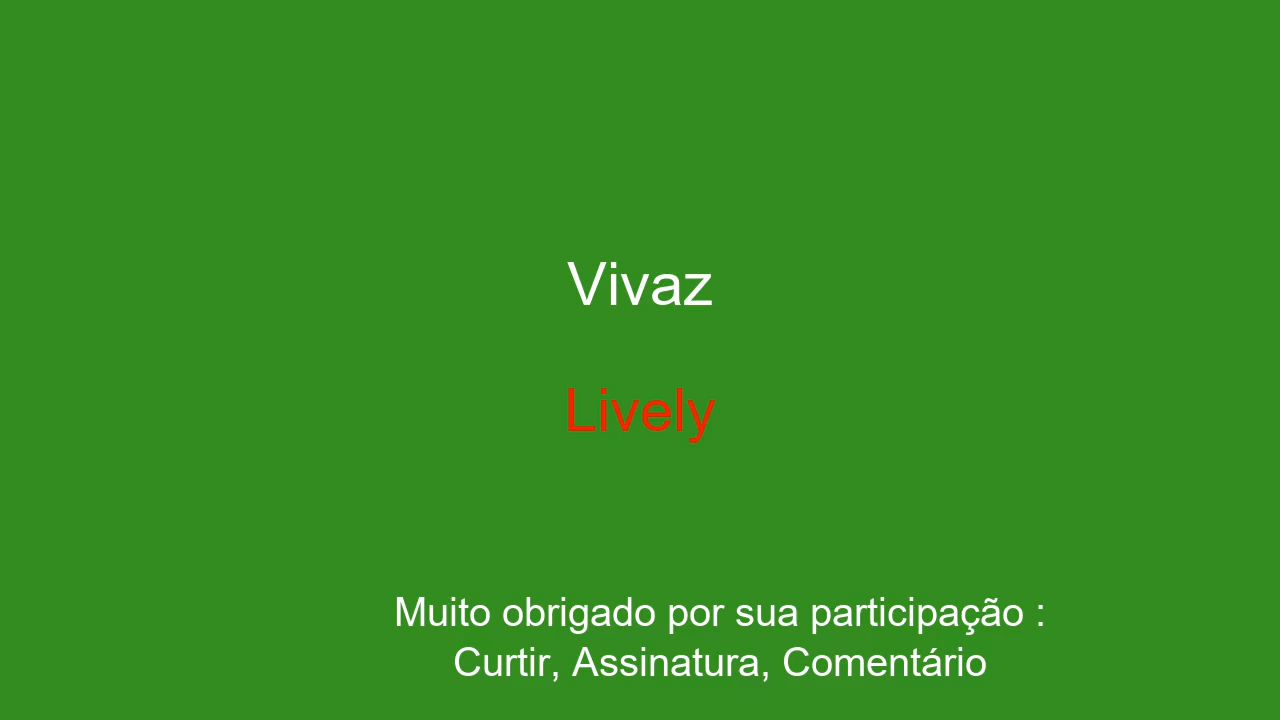 Vivaz
Lively
Muito obrigado por sua participação :
Curtir, Assinatura, Comentário